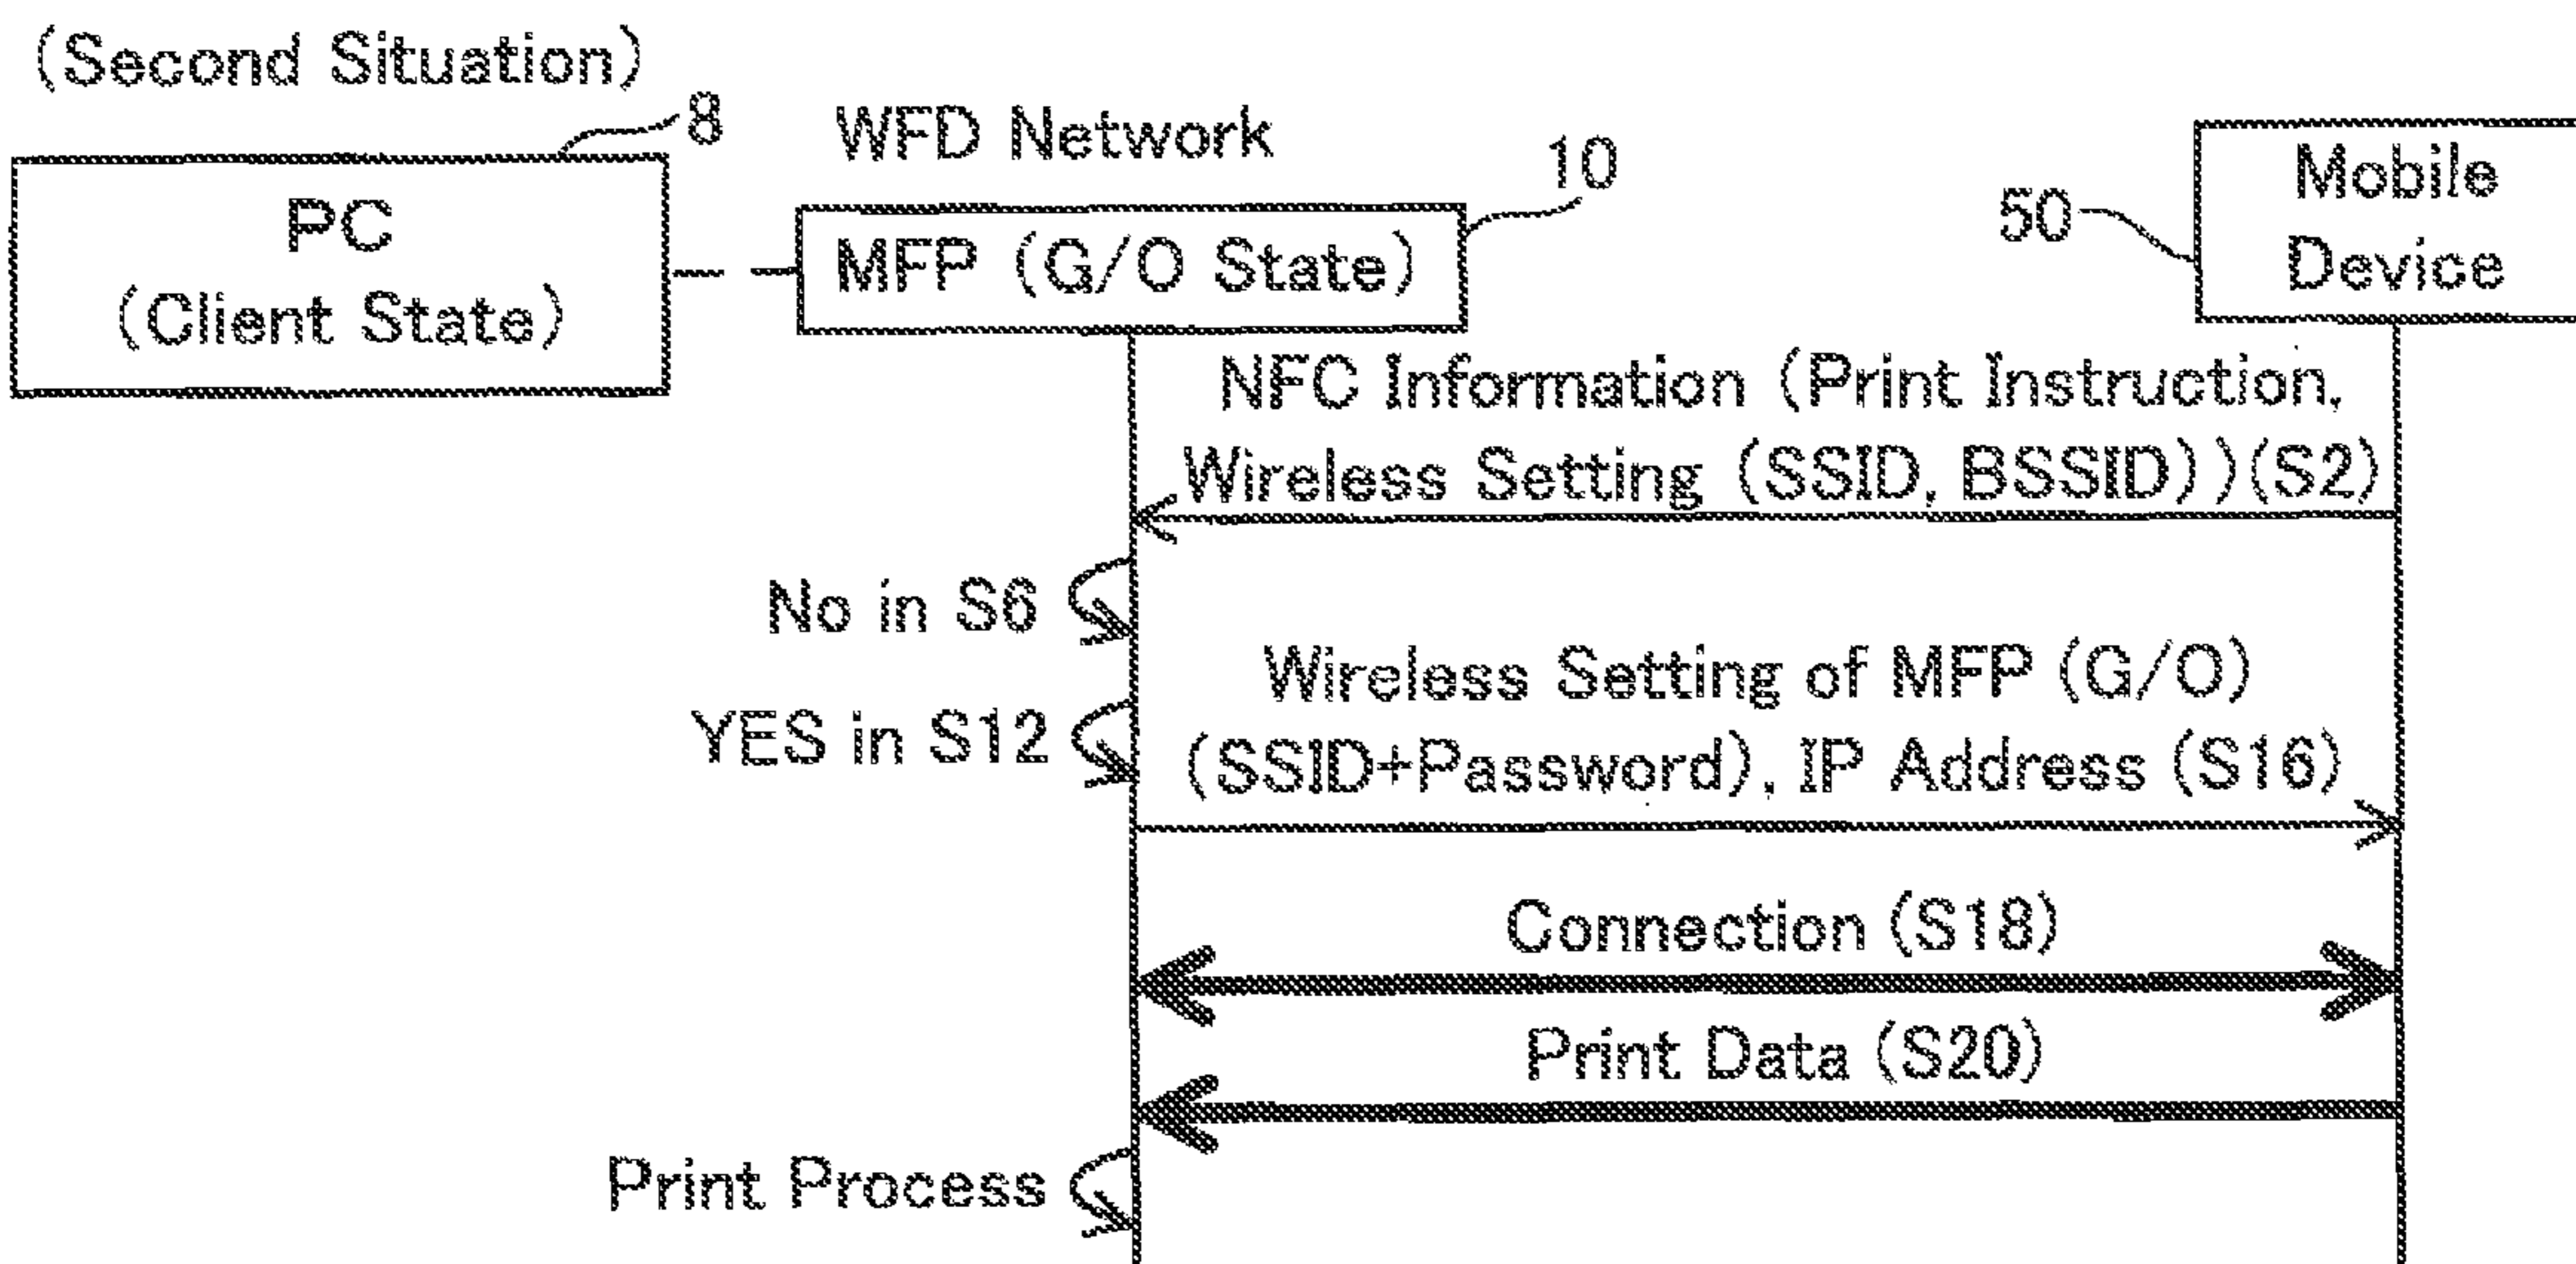 (Second Situation)
8
WFD Network
PC
(Client State)
10
MFP (G/O State)
50
Mobile
Device
NFC Information (Print Instruction,
Wireless Setting (SSID, BSSID))(S2)
No in S6
Wireless Setting of MFP (G/O)
YES in S12
(SSID+Password), IP Address (S16)
Connection (S18)
Print Data (S20)
Print Process